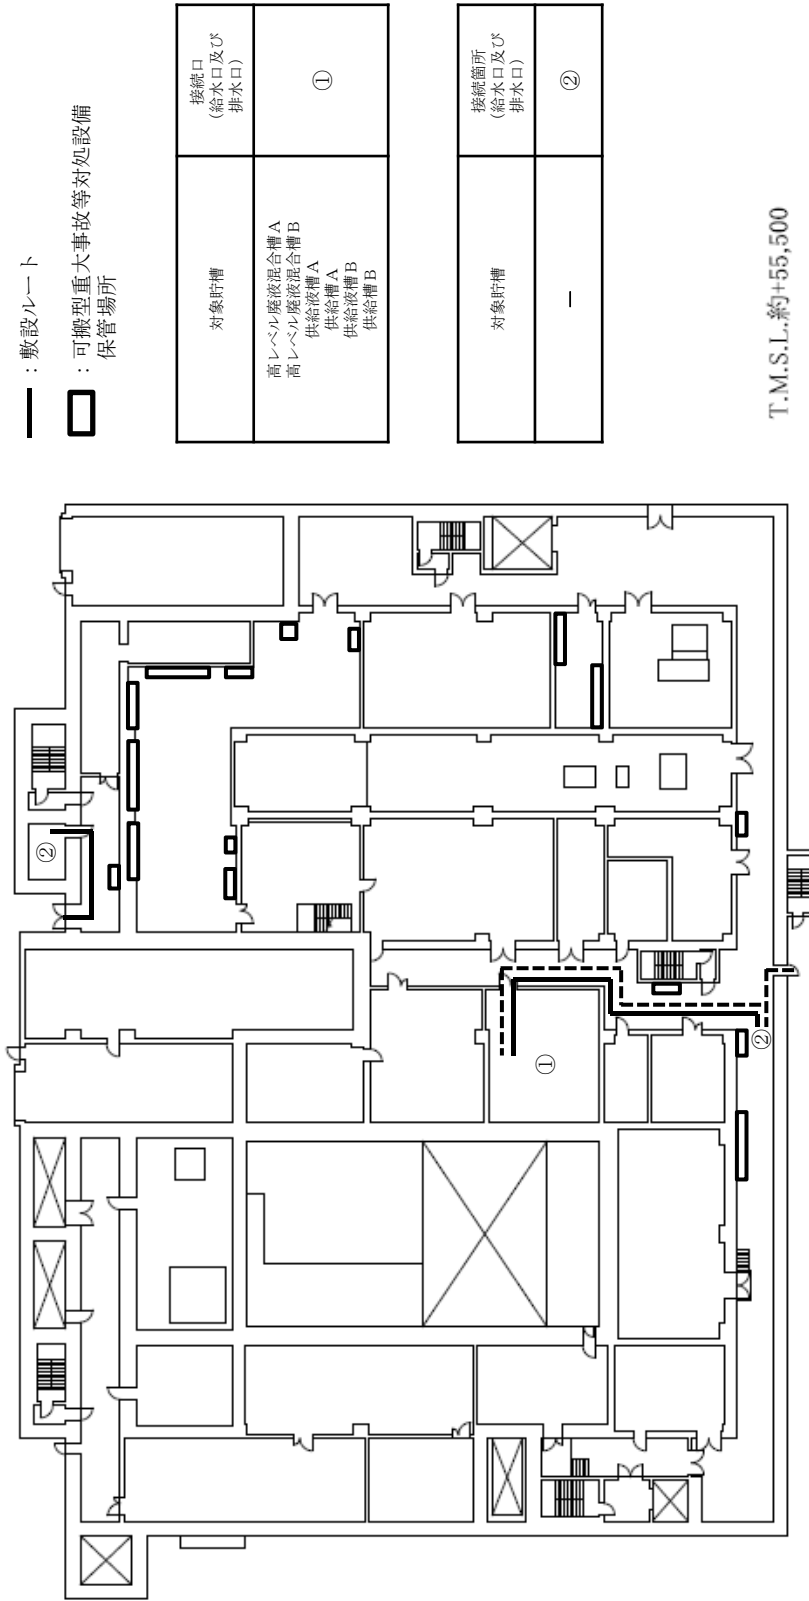 ━：敷設ルート
▭：可搬型重大事故等対処設備
保管場所
対象貯槽
接続口
(給水口及び
排水口)
高レベル廃液混合槽A
高レベル廃液混合槽B
供給液槽A
供給槽A
供給液槽B
供給槽B
①
対象貯槽
接続箇所
(給水口及び
排水口)
－
②
T.M.S.L.約+55,500
②
①
②